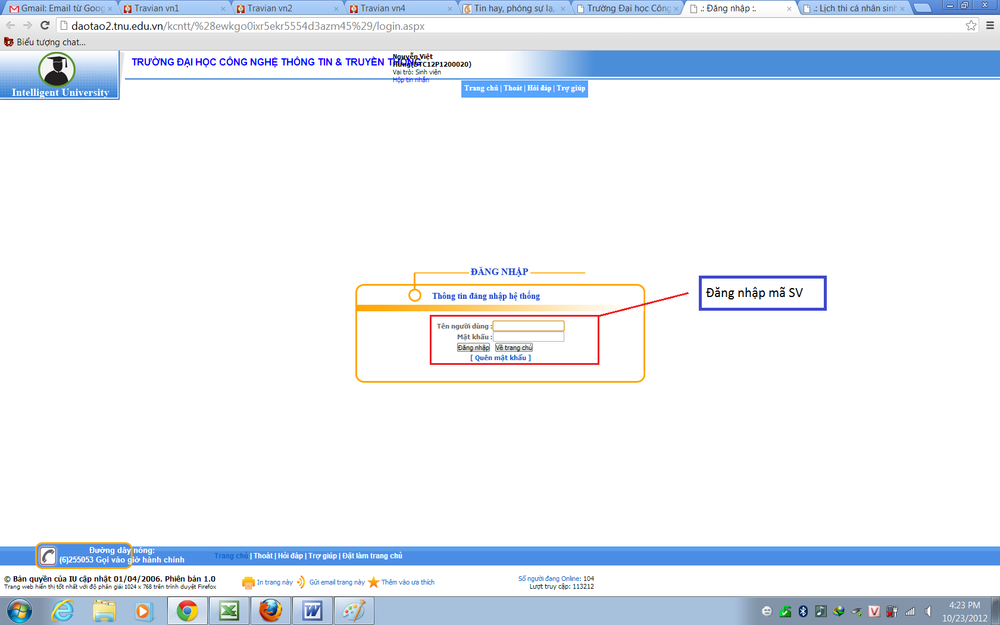 Gmail: Email từ Goog
Travian vn1
Travian vn2
Travian vn4
Tin hay, phóng sự lạ,
Trường Đại học Công
.: Đăng nhập :.
.: Lịch thi cá nhân sinh
daotao2.tnu.edu.vn/kcntt/%28ewkgo0ixr5ekr5554d3azm45%29/login.aspx
Biểu tượng chat...
Intelligent University
TRƯỜNG ĐẠI HỌC CÔNG NGHỆ THÔNG TIN & TRUYỀN THÔNG
Nguyễn Việt
Hưng(DTC12P1200020)
Vai trò: Sinh viên
Hộp tin nhắn
Trang chủ | Thoát | Hỏi đáp | Trợ giúp
ĐĂNG NHẬP
Thông tin đăng nhập hệ thống
Đăng nhập mã SV
Tên người dùng :
Mật khẩu :
Đăng nhập Về trang chủ
[ Quên mật khẩu ]
Đường dây nóng:
(6)255053 Gọi vào giờ hành chính
Trang chủ | Thoát | Hỏi đáp | Trợ giúp | Đặt làm trang chủ
© Bản quyền của IU cập nhật 01/04/2006. Phiên bản 1.0
Trang web hiển thị tốt nhất với độ phân giải 1024 x 768 trên trình duyệt Firefox
In trang này
Gửi email trang này
Thêm vào ưa thích
Số người đang Online: 104
Lượt truy cập: 113212
4:23 PM
10/23/2012